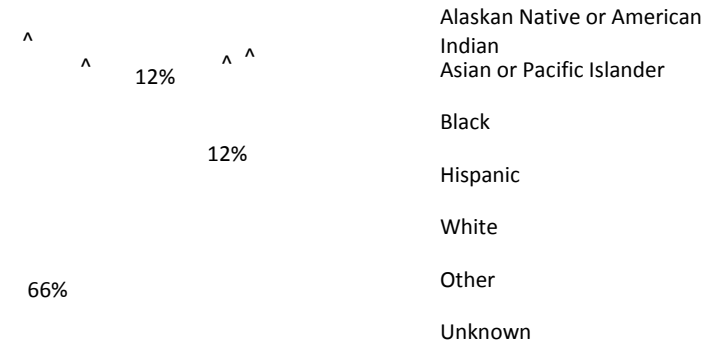 ^
^
12%
^
^
12%
66%
Alaskan Native or American
Indian
Asian or Pacific Islander
Black
Hispanic
White
Other
Unknown